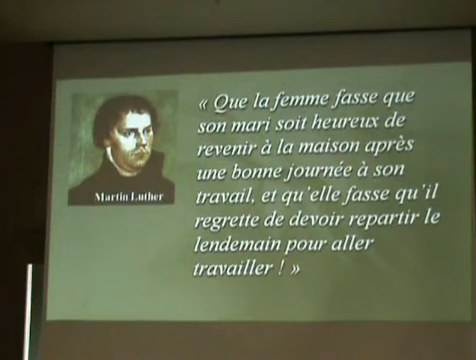 Martin Luther
« Que la femme fasse que
son mari soit heureux de
revenir à la maison après
une bonne journée à son
travail, et qu'elle fasse qu'il
regrette de devoir repartir le
lendemain pour aller
travailler ! »